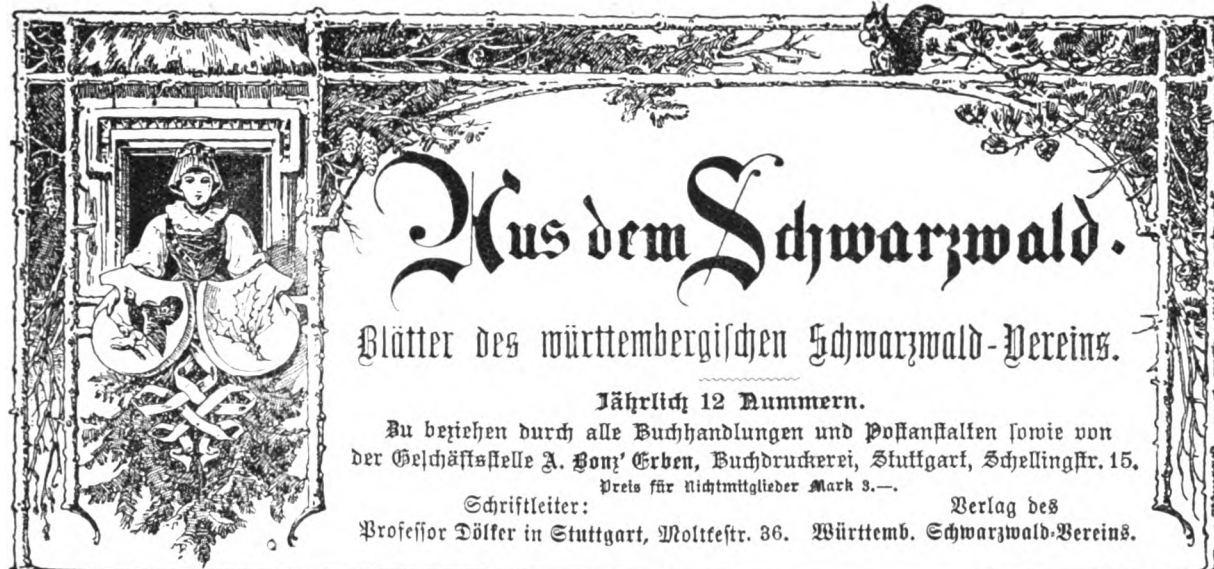 Aus dem Schwarzwald.
Blätter des württembergischen Schwarzwald-Vereins.
Jährlich 12 Nummern.
Zu beziehen durch alle Buchhandlungen und Postanstalten sowie von
der Geschäftsstelle A. Bonz' Erben, Buchdruckerei, Stuttgart, Schellingstr. 15.
Preis für Nichtmitglieder Mark 3.—.
Schriftleiter:
Professor Dölker in Stuttgart, Moltkestr. 36.
Verlag des
Württemb. Schwarzwald-Vereins.